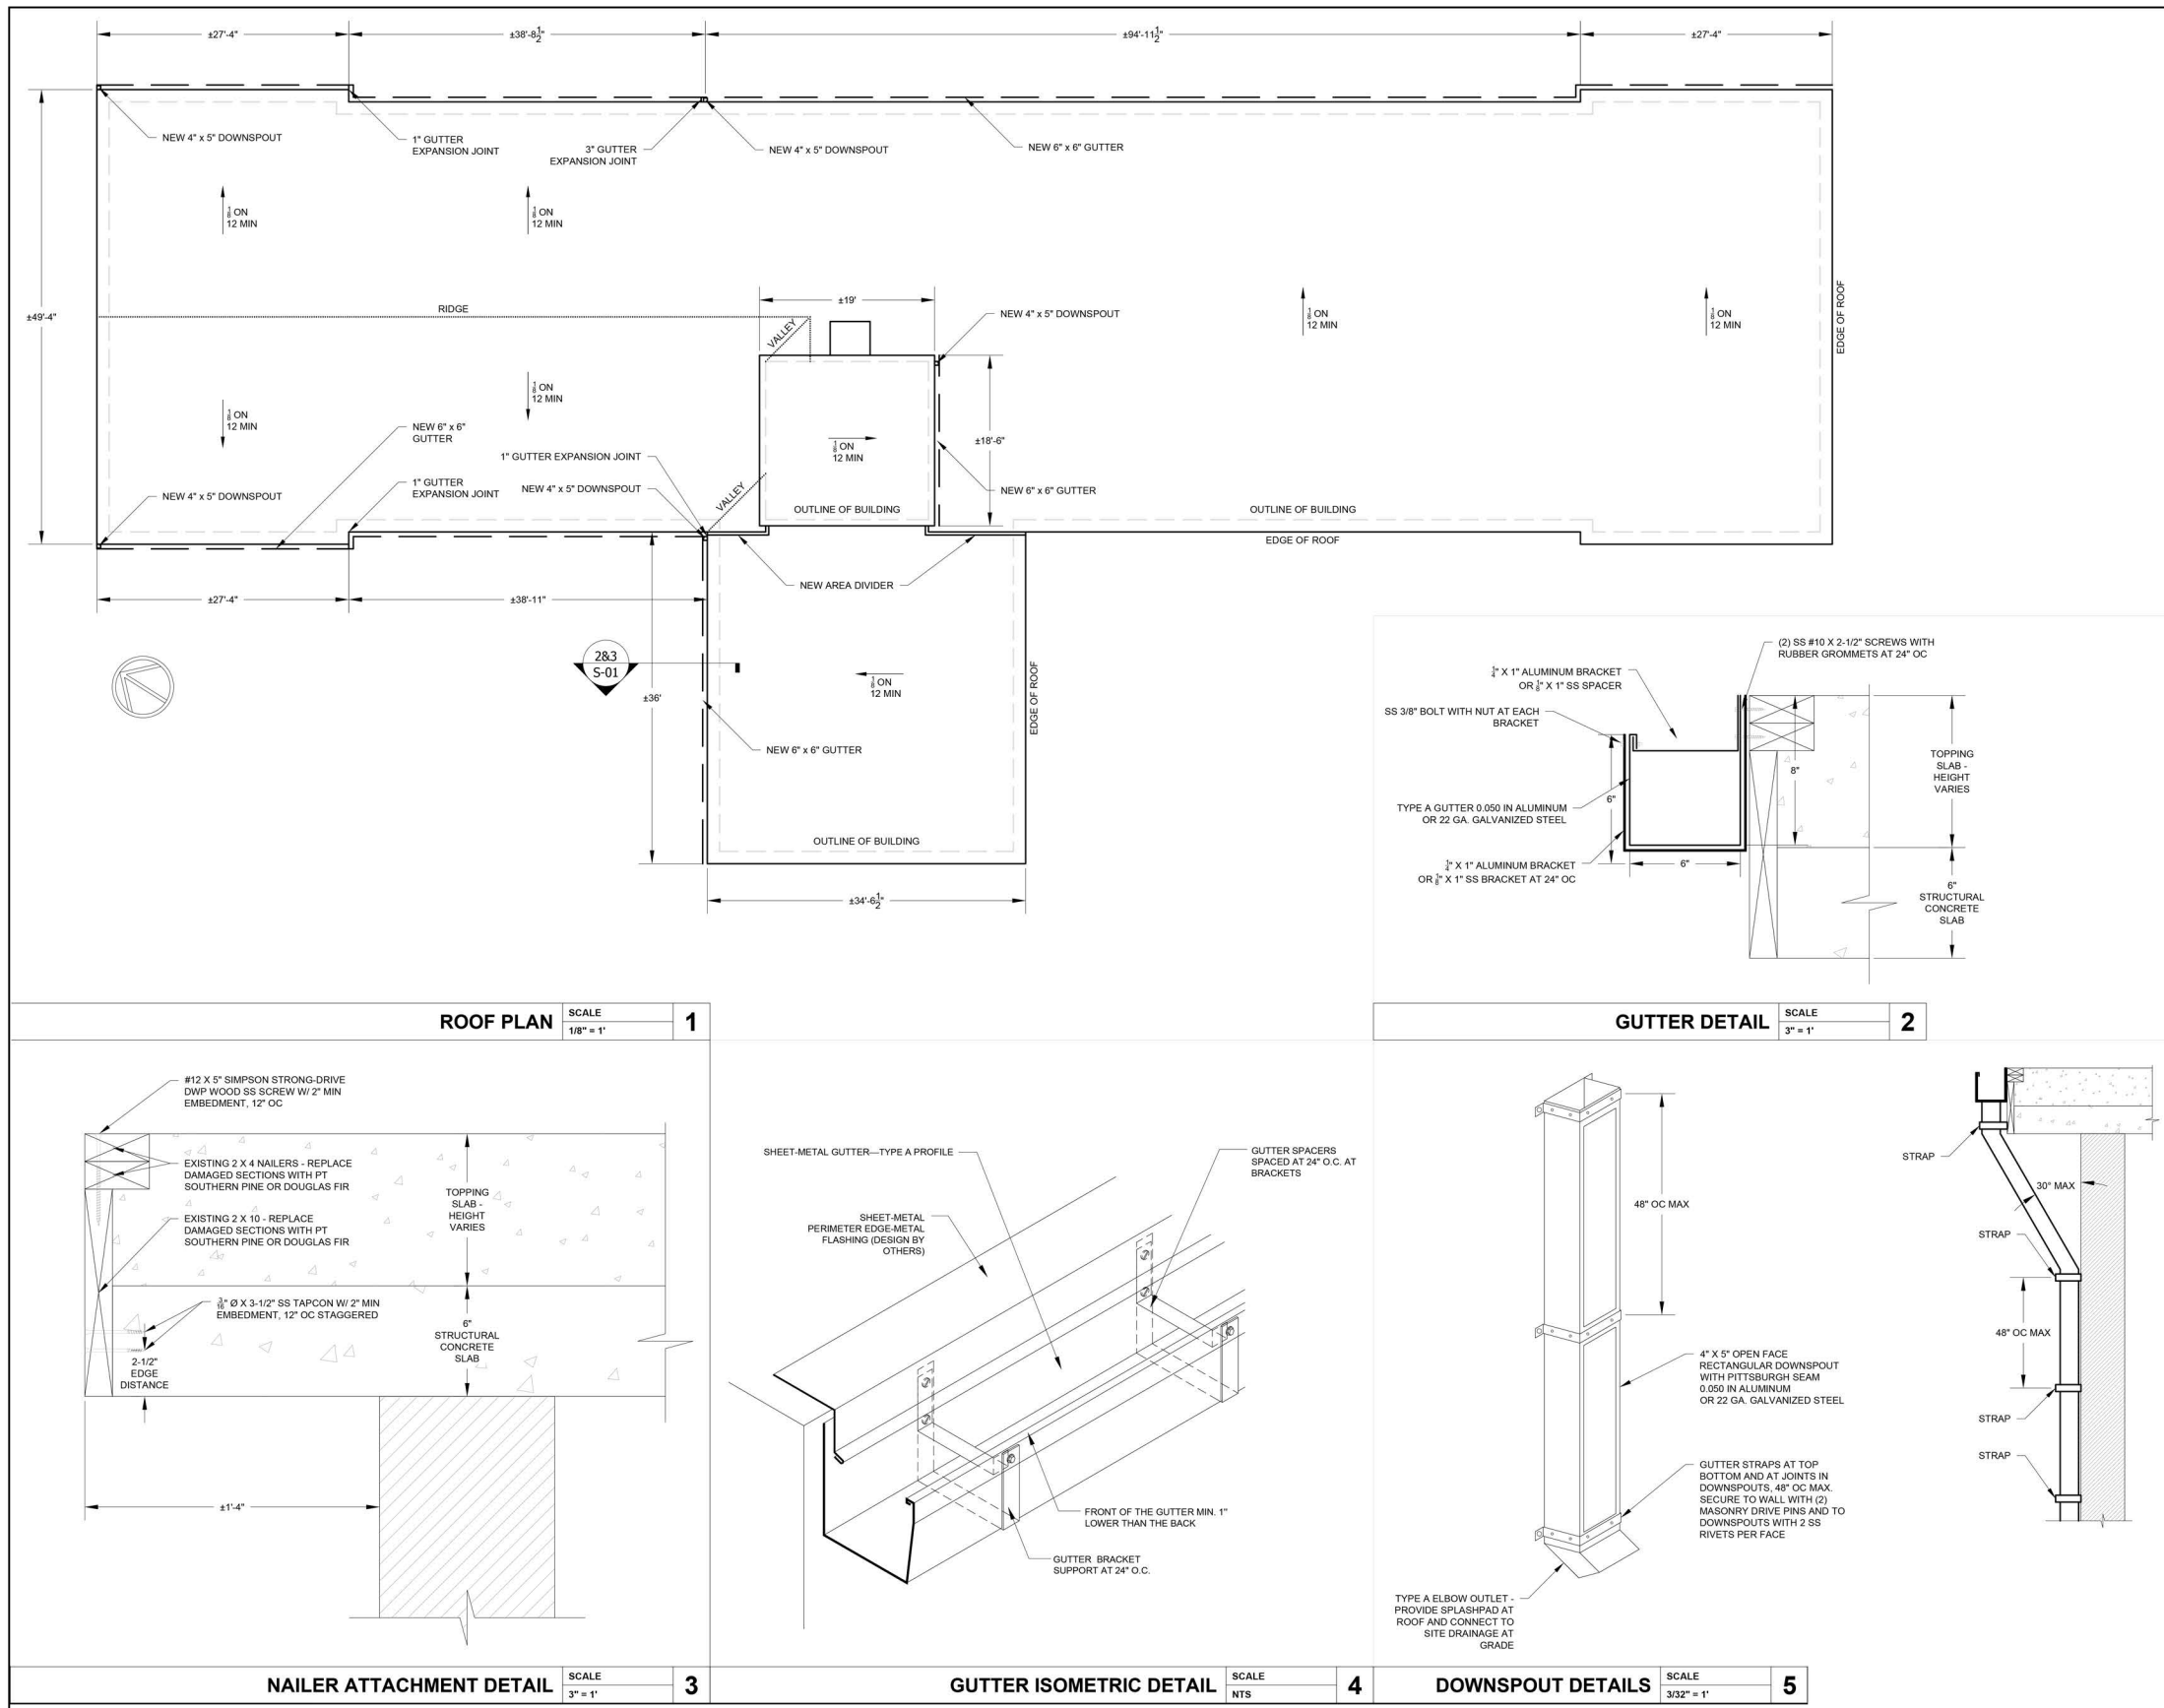 ±27'-4"
±38'-8½"
±94'-11½"
±27'-4"
NEW 4" x 5" DOWNSPOUT
1" GUTTER
EXPANSION JOINT
3" GUTTER
EXPANSION JOINT
NEW 4" x 5" DOWNSPOUT
NEW 6" x 6" GUTTER
⅛ ON
12 MIN
⅛ ON
12 MIN
±49'-4"
RIDGE
±19'
NEW 4" x 5" DOWNSPOUT
⅛ ON
12 MIN
⅛ ON
12 MIN
EDGE OF ROOF
VALLEY
⅛ ON
12 MIN
⅛ ON
12 MIN
NEW 6" x 6"
GUTTER
⅛ ON
12 MIN
±18'-6"
1" GUTTER EXPANSION JOINT
NEW 4" x 5" DOWNSPOUT
1" GUTTER
EXPANSION JOINT
NEW 4" x 5" DOWNSPOUT
VALLEY
NEW 6" x 6" GUTTER
OUTLINE OF BUILDING
OUTLINE OF BUILDING
EDGE OF ROOF
NEW AREA DIVIDER
±27'-4"
±38'-11"
2&3
S-01
±36'
⅛ ON
12 MIN
EDGE OF ROOF
NEW 6" x 6" GUTTER
OUTLINE OF BUILDING
±34'-6½"
ROOF PLAN
SCALE
1/8" = 1'
1
(2) SS #10 X 2-1/2" SCREWS WITH
RUBBER GROMMETS AT 24" OC
¼" X 1" ALUMINUM BRACKET
OR ⅛" X 1" SS SPACER
SS 3/8" BOLT WITH NUT AT EACH
BRACKET
TOPPING
SLAB -
HEIGHT
VARIES
8"
6"
TYPE A GUTTER 0.050 IN ALUMINUM
OR 22 GA. GALVANIZED STEEL
¼" X 1" ALUMINUM BRACKET
OR ⅛" X 1" SS BRACKET AT 24" OC
6"
6"
STRUCTURAL
CONCRETE
SLAB
GUTTER DETAIL
SCALE
3" = 1'
2
#12 X 5" SIMPSON STRONG-DRIVE
DWP WOOD SS SCREW W/ 2" MIN
EMBEDMENT, 12" OC
EXISTING 2 X 4 NAILERS - REPLACE
DAMAGED SECTIONS WITH PT
SOUTHERN PINE OR DOUGLAS FIR
TOPPING
SLAB -
HEIGHT
VARIES
EXISTING 2 X 10 - REPLACE
DAMAGED SECTIONS WITH PT
SOUTHERN PINE OR DOUGLAS FIR
3/16" Ø X 3-1/2" SS TAPCON W/ 2" MIN
EMBEDMENT, 12" OC STAGGERED
6"
STRUCTURAL
CONCRETE
SLAB
2-1/2"
EDGE
DISTANCE
±1'-4"
NAILER ATTACHMENT DETAIL
SCALE
3" = 1'
3
SHEET-METAL GUTTER—TYPE A PROFILE
GUTTER SPACERS
SPACED AT 24" O.C. AT
BRACKETS
SHEET-METAL
PERIMETER EDGE-METAL
FLASHING (DESIGN BY
OTHERS)
FRONT OF THE GUTTER MIN. 1"
LOWER THAN THE BACK
GUTTER BRACKET
SUPPORT AT 24" O.C.
GUTTER ISOMETRIC DETAIL
SCALE
NTS
4
48" OC MAX
4" X 5" OPEN FACE
RECTANGULAR DOWNSPOUT
WITH PITTSBURGH SEAM
0.050 IN ALUMINUM
OR 22 GA. GALVANIZED STEEL
GUTTER STRAPS AT TOP
BOTTOM AND AT JOINTS IN
DOWNSPOUTS, 48" OC MAX.
SECURE TO WALL WITH (2)
MASONRY DRIVE PINS AND TO
DOWNSPOUTS WITH 2 SS
RIVETS PER FACE
TYPE A ELBOW OUTLET -
PROVIDE SPLASHPAD AT
ROOF AND CONNECT TO
SITE DRAINAGE AT
GRADE
STRAP
30° MAX
STRAP
48" OC MAX
STRAP
STRAP
DOWNSPOUT DETAILS
SCALE
3/32" = 1'
5